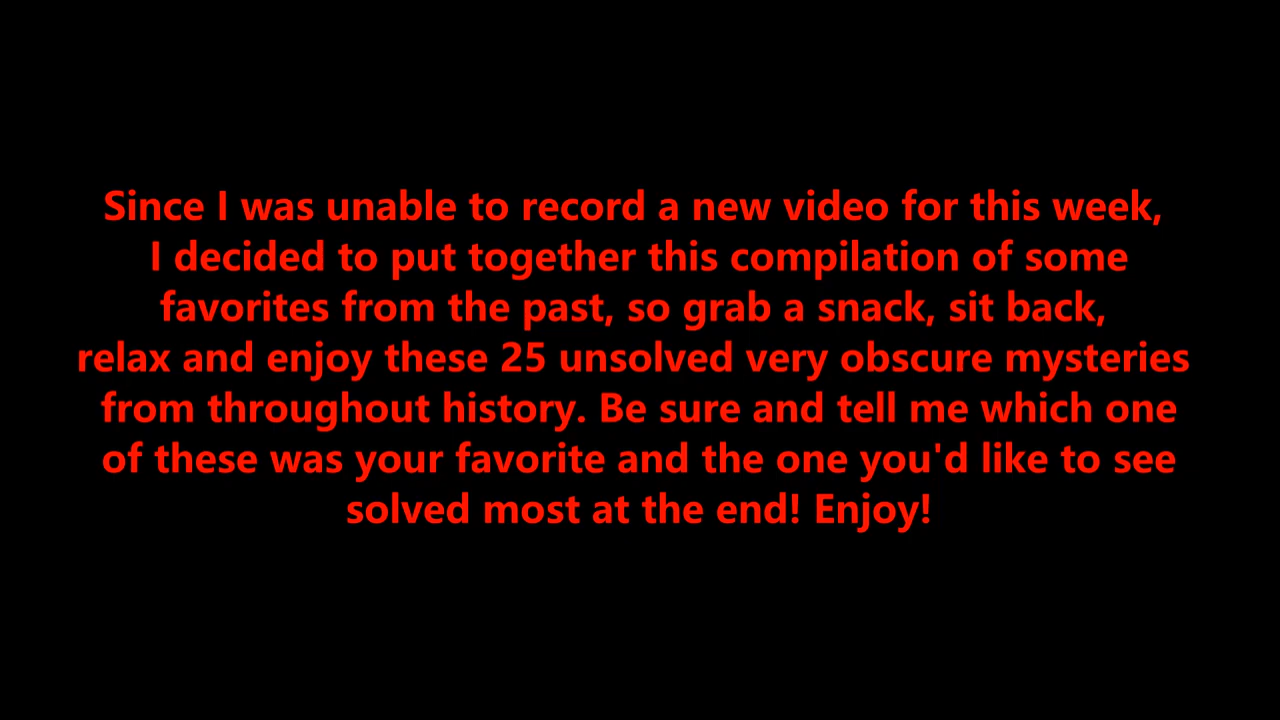 Since I was unable to record a new video for this week,
I decided to put together this compilation of some
favorites from the past, so grab a snack, sit back,
relax and enjoy these 25 unsolved very obscure mysteries
from throughout history. Be sure and tell me which one
of these was your favorite and the one you'd like to see
solved most at the end! Enjoy!